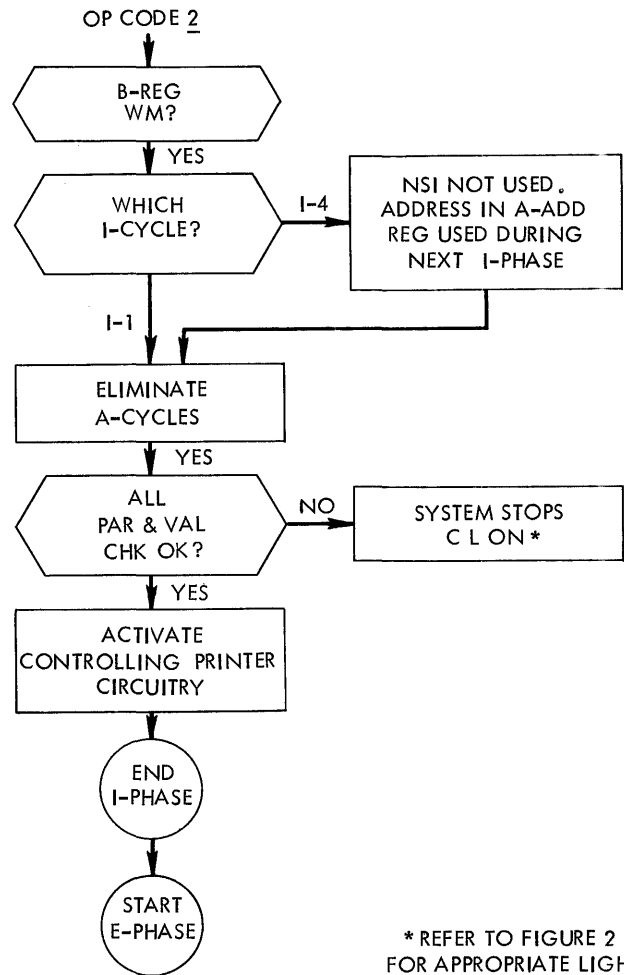 OP CODE 2
B-REG
WM?
YES
WHICH
I-CYCLE?
I-4
NSI NOT USED.
ADDRESS IN A-ADD
REG USED DURING
NEXT I-PHASE
I-1
ELIMINATE
A-CYCLES
YES
ALL
PAR & VAL
CHK OK?
NO
SYSTEM STOPS
C L ON*
YES
ACTIVATE
CONTROLLING PRINTER
CIRCUITRY
END
I-PHASE
START
E-PHASE
* REFER TO FIGURE 2
FOR APPROPRIATE LIGH